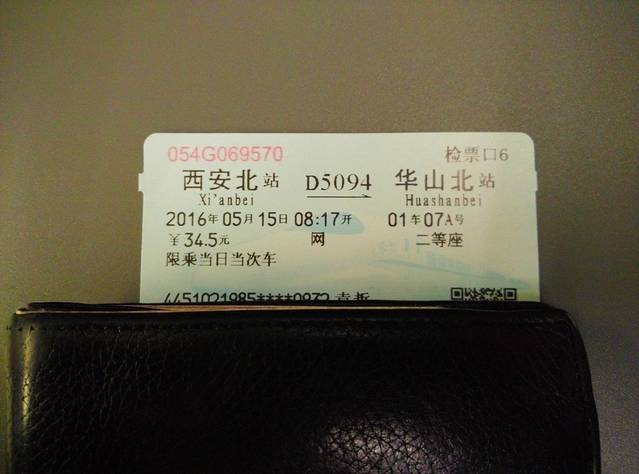 054G069570 检票口6
西安北站 D5094 华山北站
Xi'anbei Huashanbei
2016年05月15日 08:17开 01车07A号
￥34.5元 网 二等座
限乘当日当次车